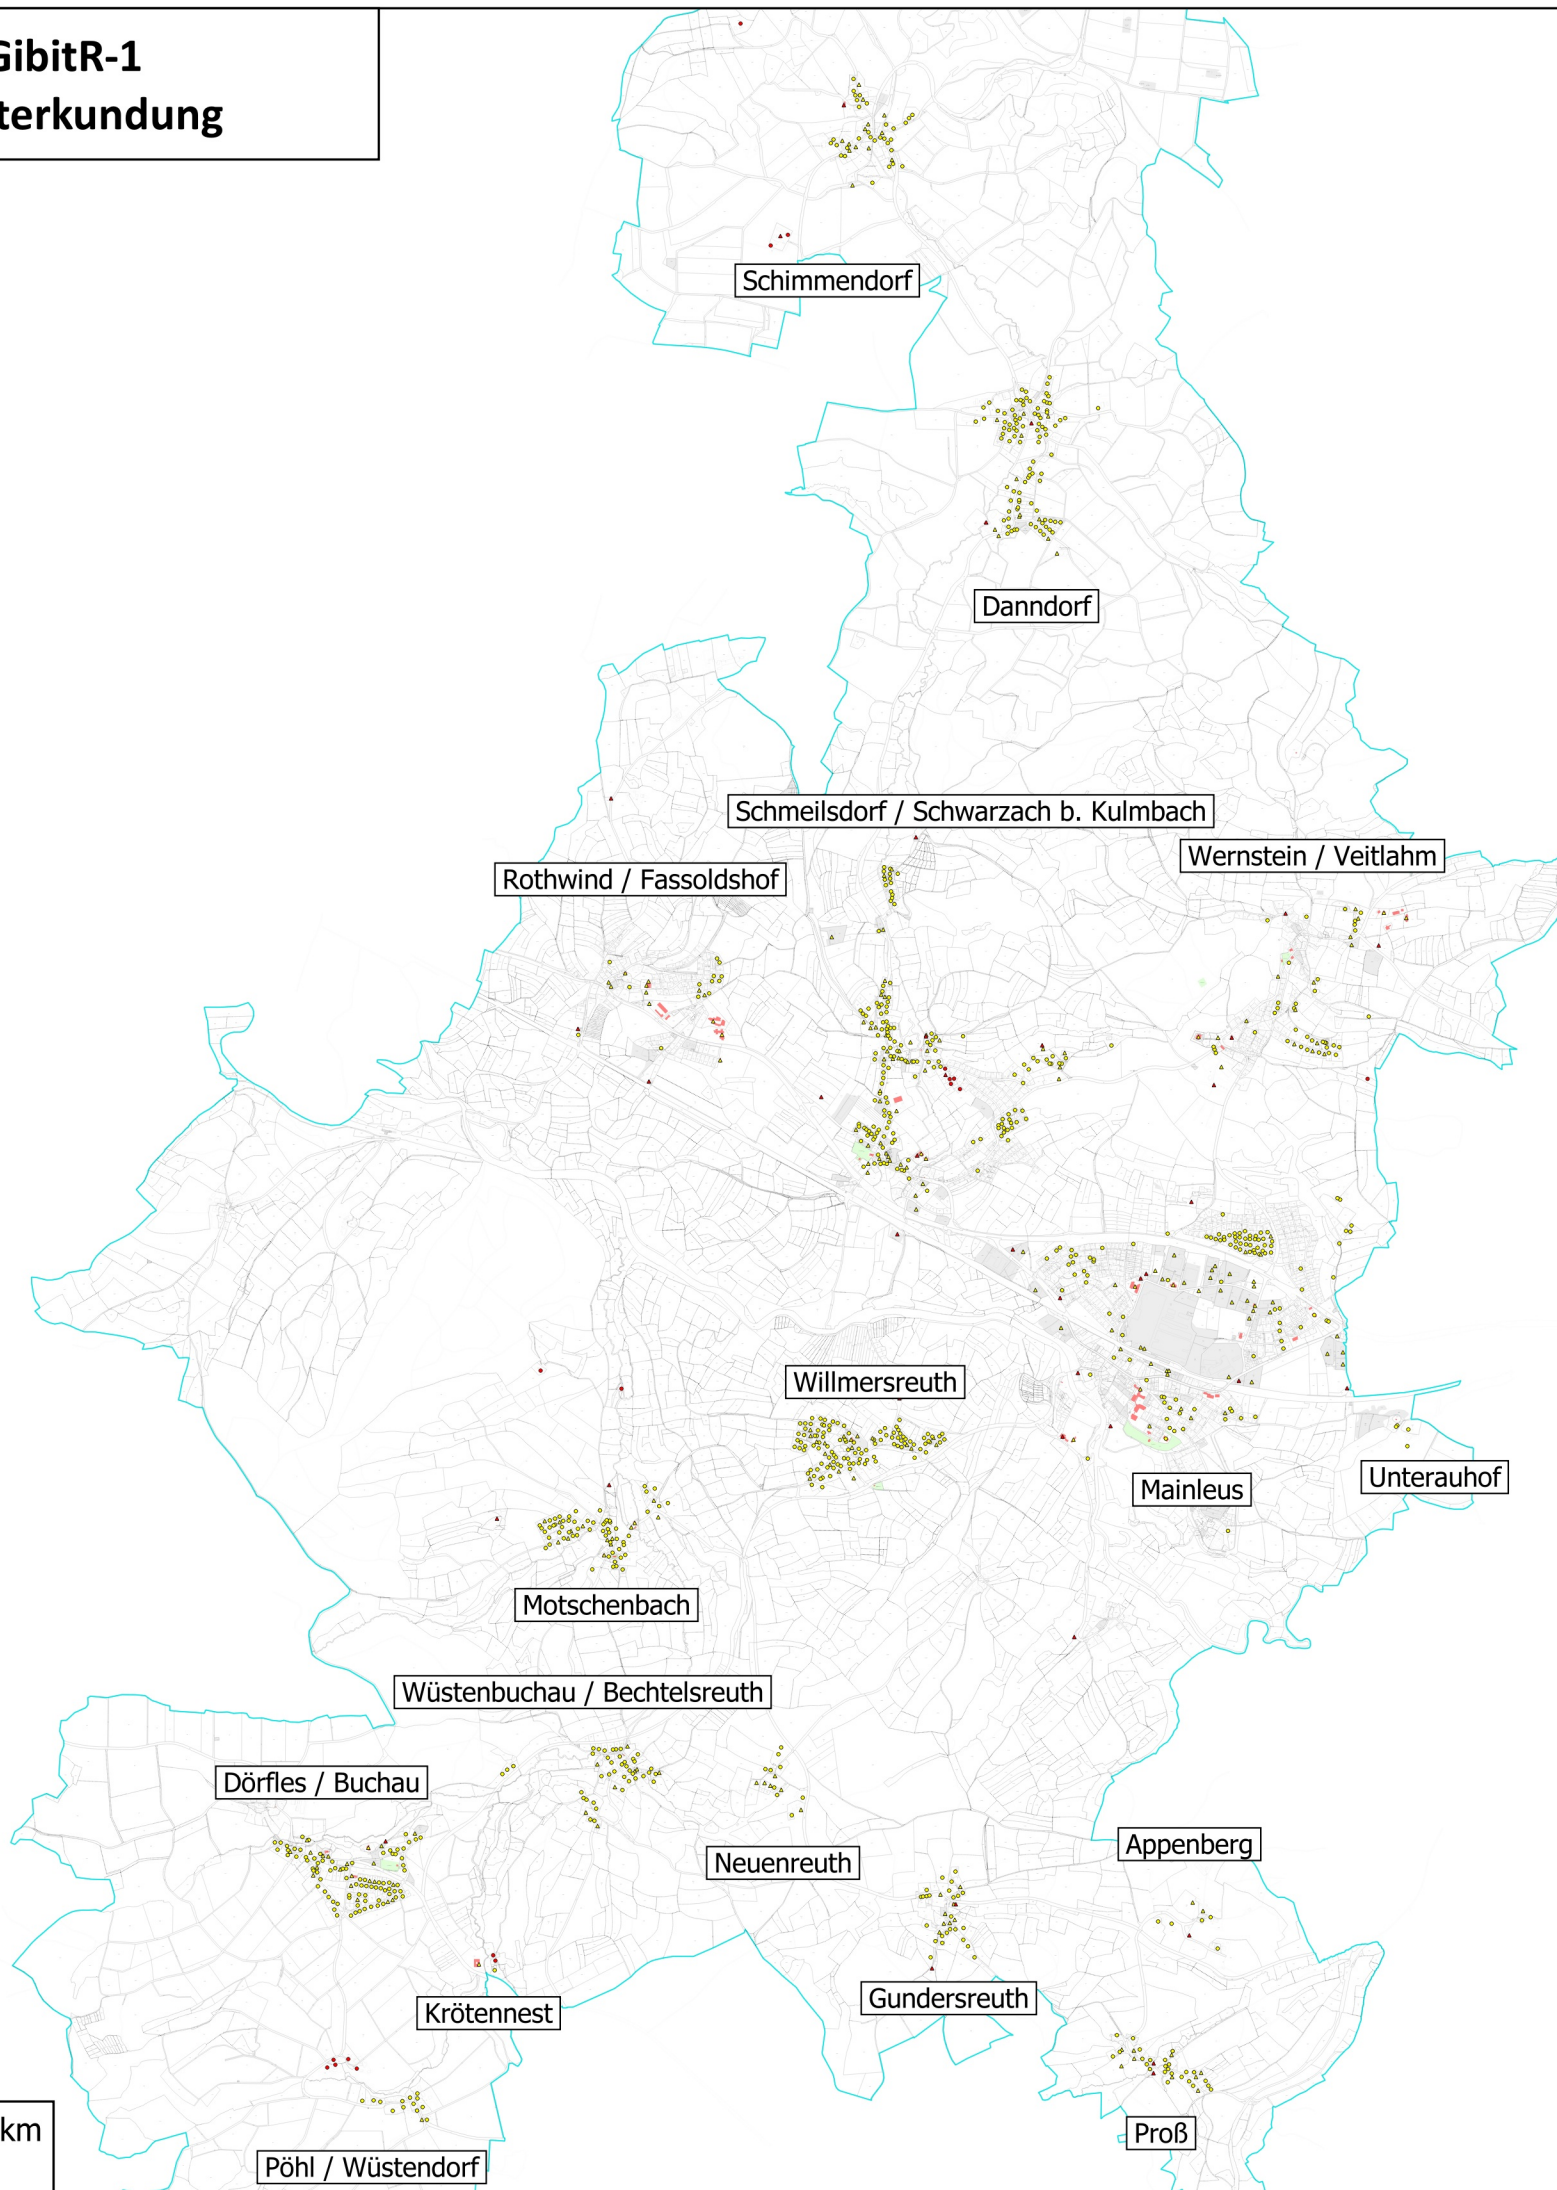 GibitR-1
terkundung
Schimmendorf
Danndorf
Schmeilsdorf / Schwarzach b. Kulmbach
Wernstein / Veitlahm
Rothwind / Fassoldshof
Willmersreuth
Unterauhof
Mainleus
Motschenbach
Wüstenbuchau / Bechtelsreuth
Dörfles / Buchau
Appenberg
Neuenreuth
Gundersreuth
Krötennest
km
Proß
Pöhl / Wüstendorf